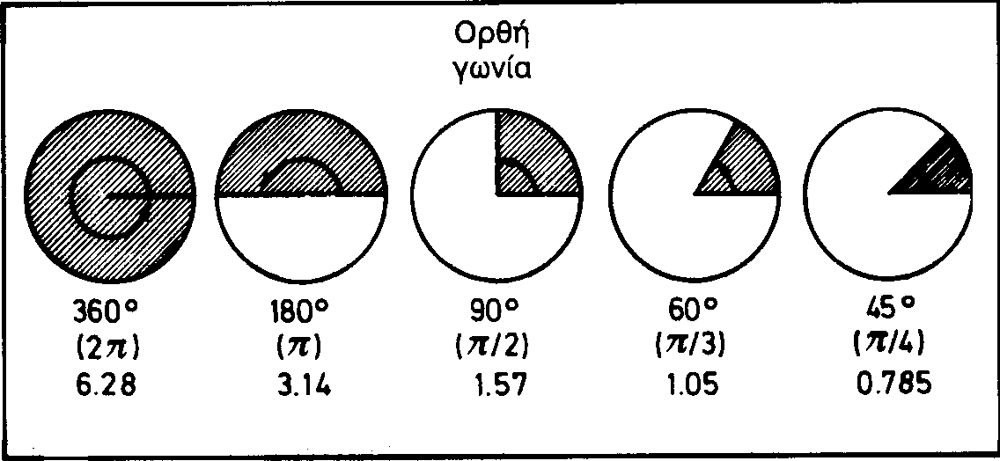 Ορθή
γωνία
360° 180° 90° 60° 45°
(2π) (π) (π/2) (π/3) (π/4)
6.28 3.14 1.57 1.05 0.785